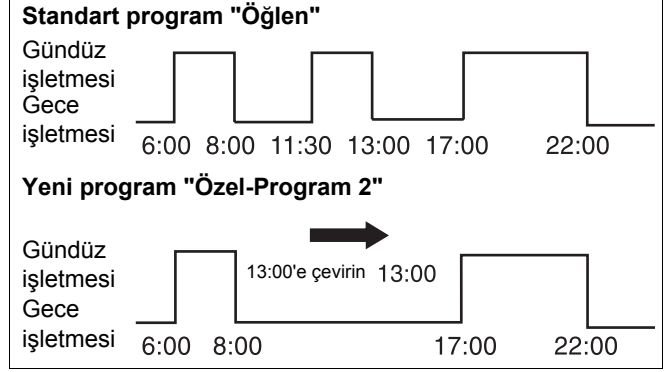 Standart program "Öğlen"
Gündüz
işletmesi
Gece
işletmesi
6:00 8:00 11:30 13:00 17:00 22:00
Yeni program "Özel-Program 2"
Gündüz
işletmesi
13:00'e çevirin 13:00
Gece
işletmesi
6:00 8:00 17:00 22:00